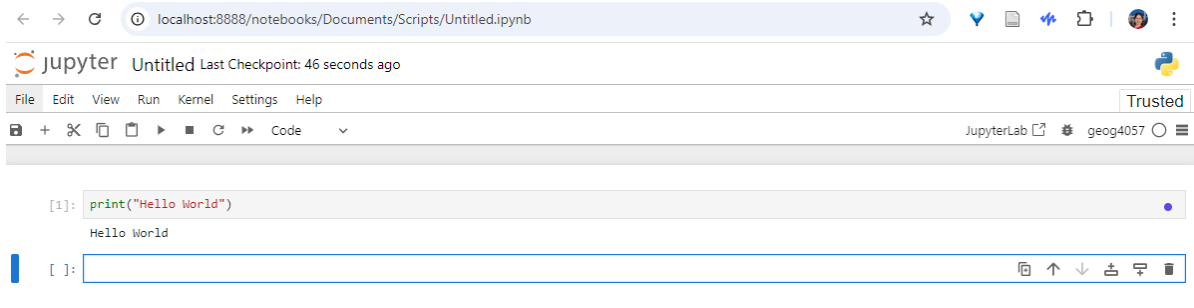 localhost:8888/notebooks/Documents/Scripts/Untitled.ipynb
jupyter Untitled Last Checkpoint: 46 seconds ago
File Edit View Run Kernel Settings Help Trusted
Code JupyterLab geog4057
[1]: print("Hello World")
Hello World
[ ]: